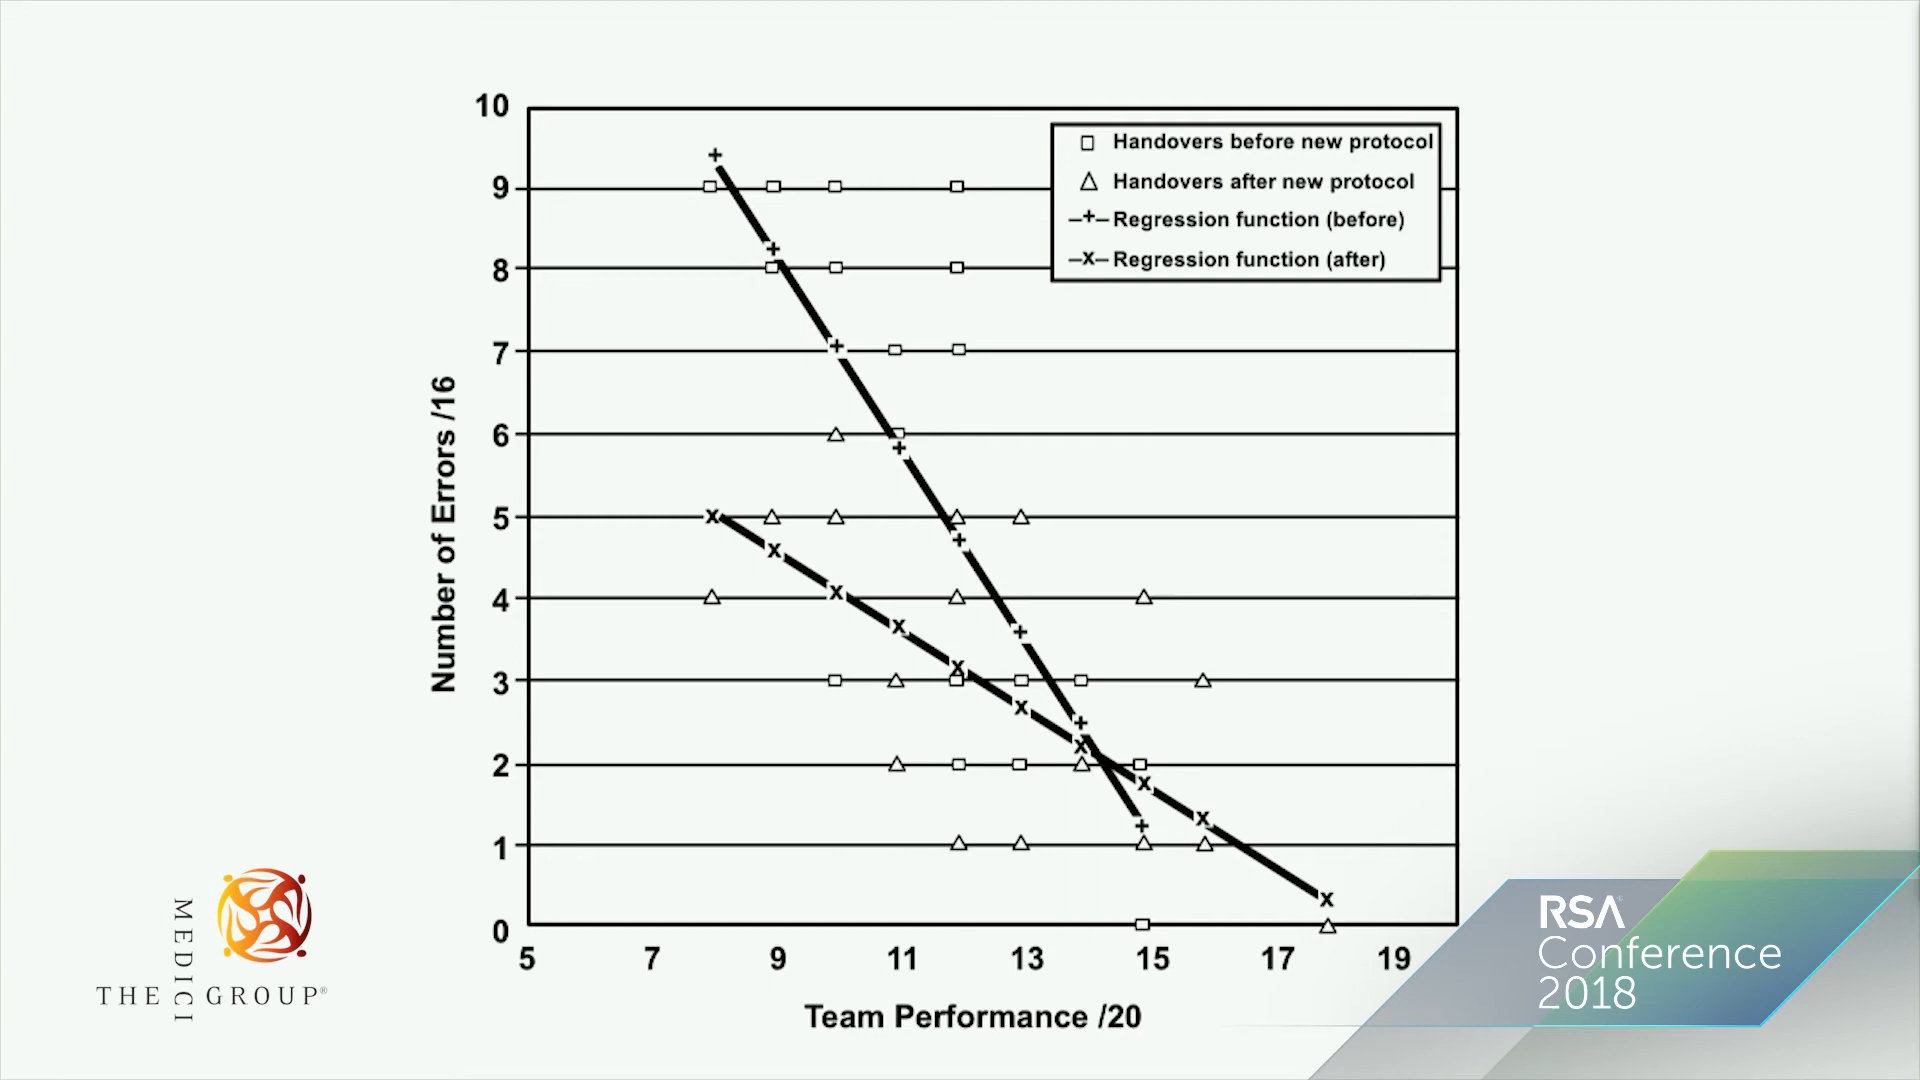 10
9
8
7
6
5
4
3
2
1
0
5 7 9 11 13 15 17 19
Number of Errors /16
Team Performance /20
Handovers before new protocol
Handovers after new protocol
Regression function (before)
Regression function (after)
THE MEDICI GROUP®
RSA
Conference
2018